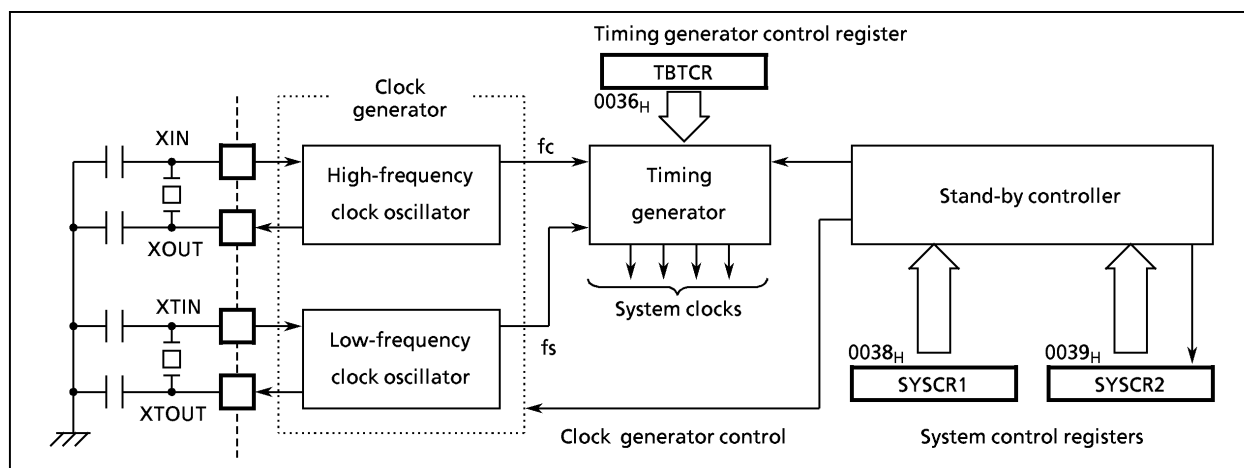 Timing generator control register
TBTCR
0036H
Clock
generator
XIN
High-frequency
clock oscillator
fc
Timing
generator
Stand-by controller
XOUT
System clocks
XTIN
Low-frequency
clock oscillator
fs
XTOUT
0038H
SYSCR1
0039H
SYSCR2
Clock generator control
System control registers